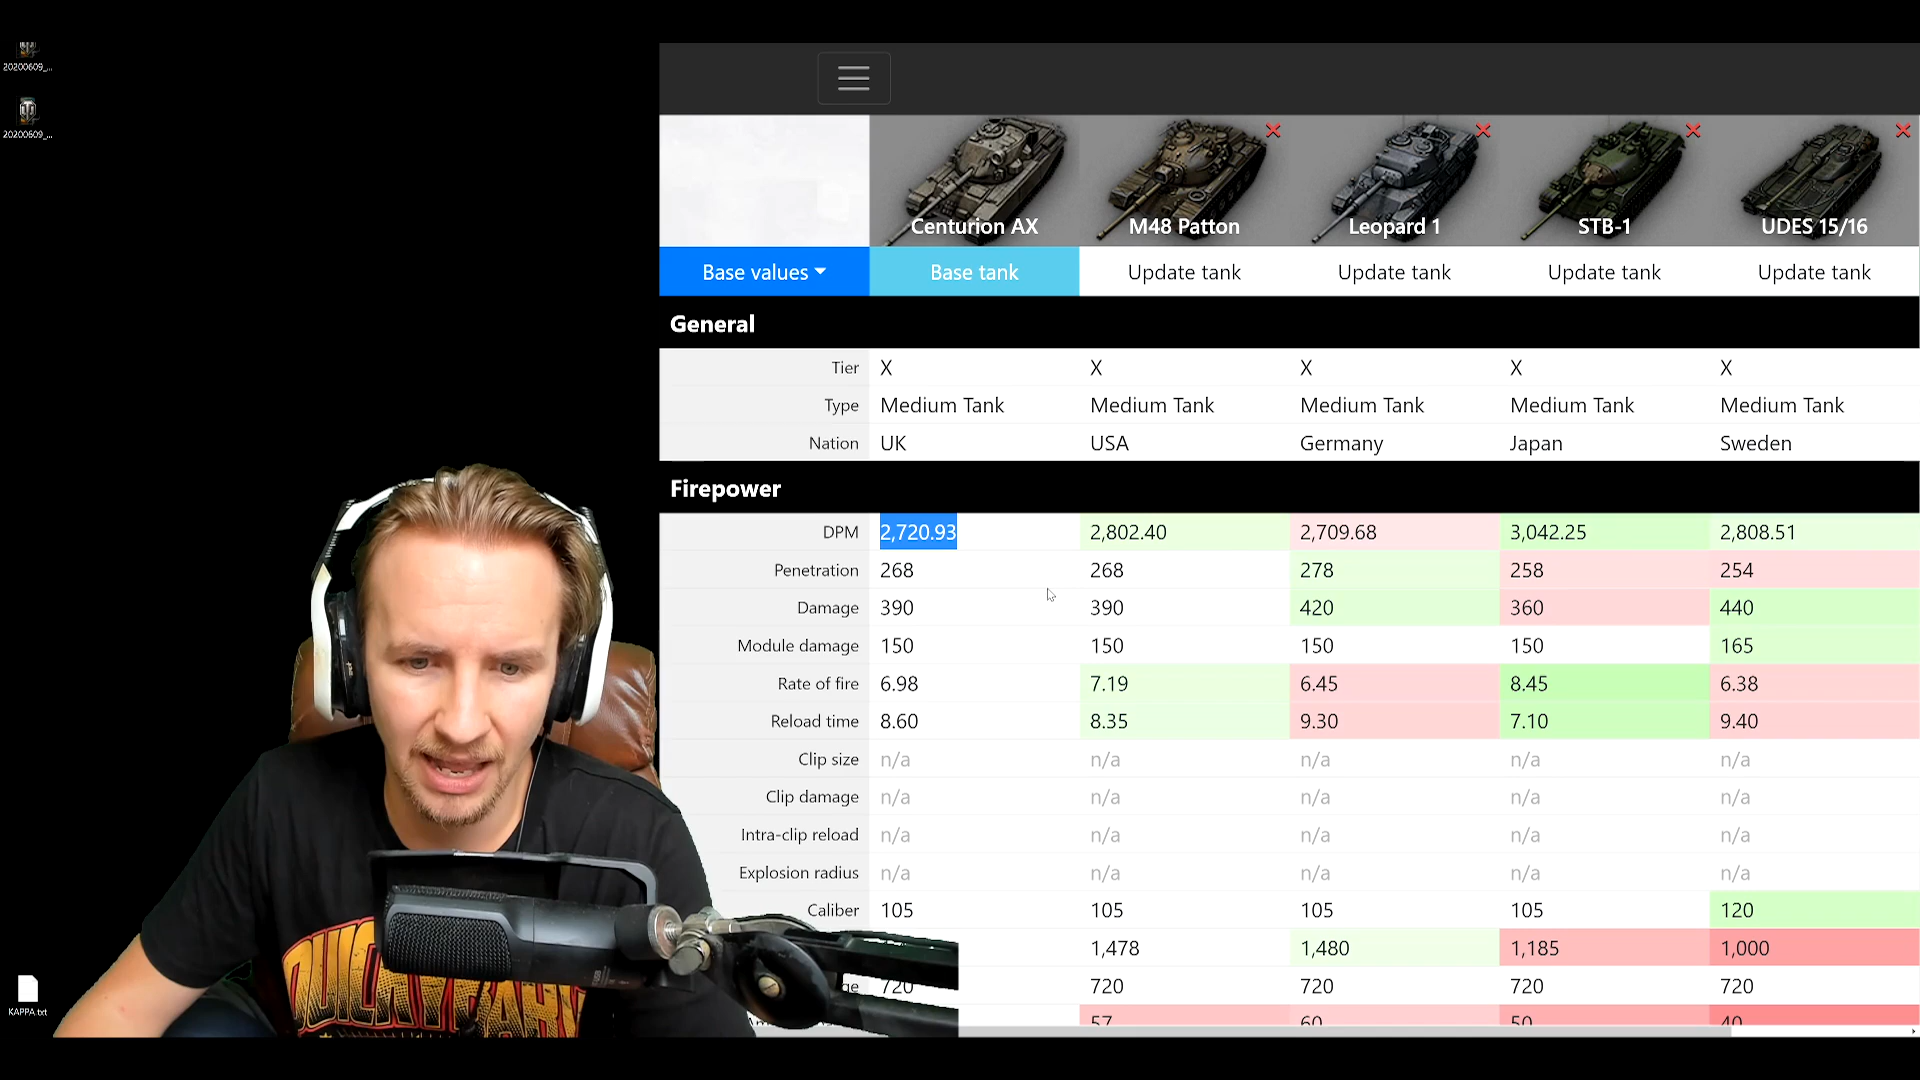 20200609_...
20200609_...
KAPPA.txt
Centurion AX M48 Patton Leopard 1 STB-1 UDES 15/16
Base values Base tank Update tank Update tank Update tank Update tank
General
Tier X X X X X
Type Medium Tank Medium Tank Medium Tank Medium Tank Medium Tank
Nation UK USA Germany Japan Sweden
Firepower
DPM 2,720.93 2,802.40 2,709.68 3,042.25 2,808.51
Penetration 268 268 278 258 254
Damage 390 390 420 360 440
Module damage 150 150 150 150 165
Rate of fire 6.98 7.19 6.45 8.45 6.38
Reload time 8.60 8.35 9.30 7.10 9.40
Clip size n/a n/a n/a n/a n/a
Clip damage n/a n/a n/a n/a n/a
Intra-clip reload n/a n/a n/a n/a n/a
Explosion radius n/a n/a n/a n/a n/a
Caliber 105 105 105 105 120
1,478 1,480 1,185 1,000
720 720 720 720 720
57 60 50 40